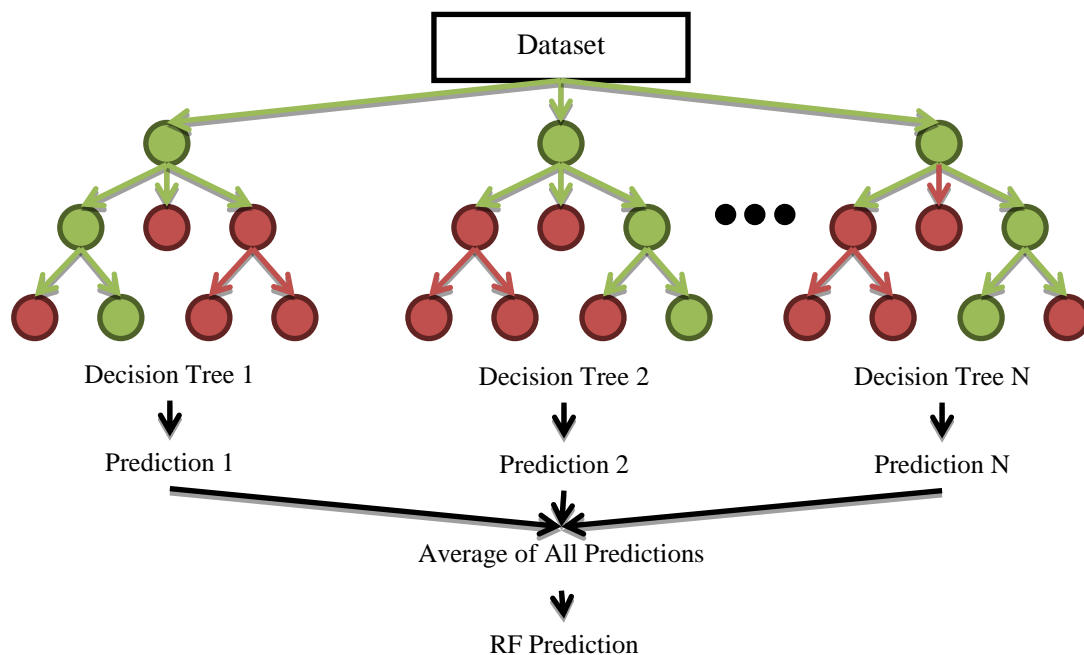 Dataset
Decision Tree 1
Decision Tree 2
Decision Tree N
Prediction 1
Prediction 2
Prediction N
Average of All Predictions
RF Prediction